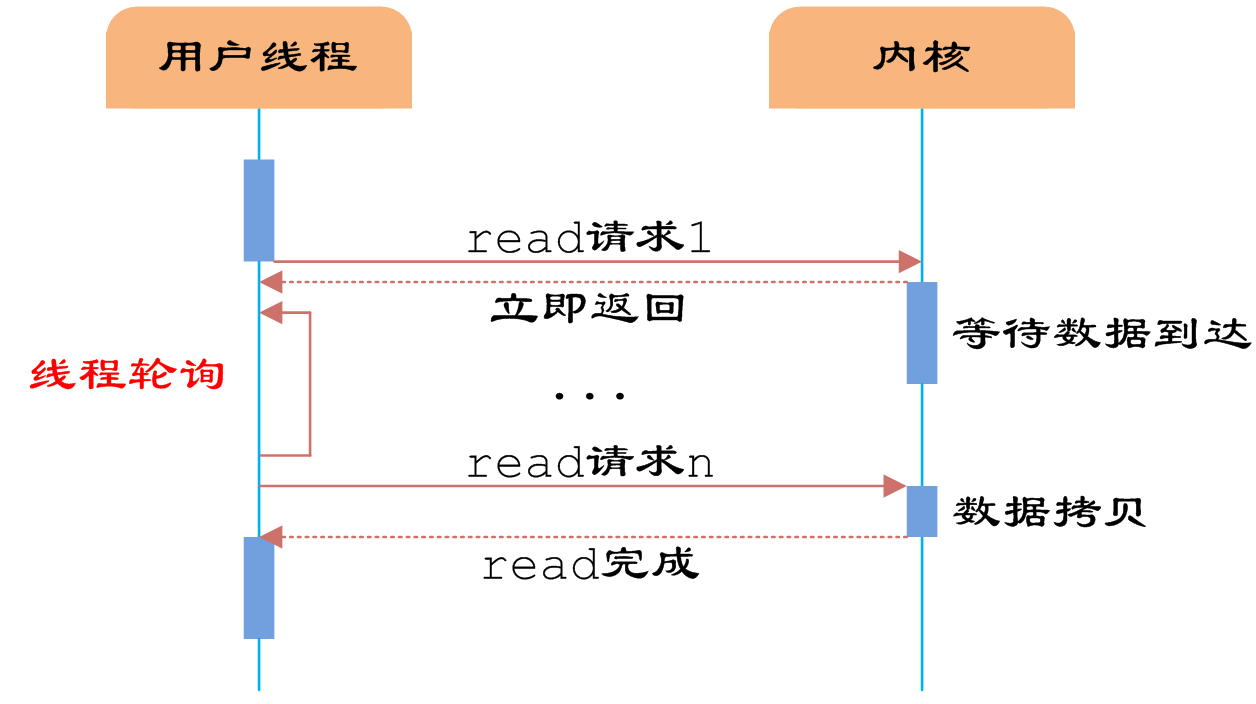 用户线程
内核
read请求1
立即返回
等待数据到达
线程轮询
...
read请求n
数据拷贝
read完成